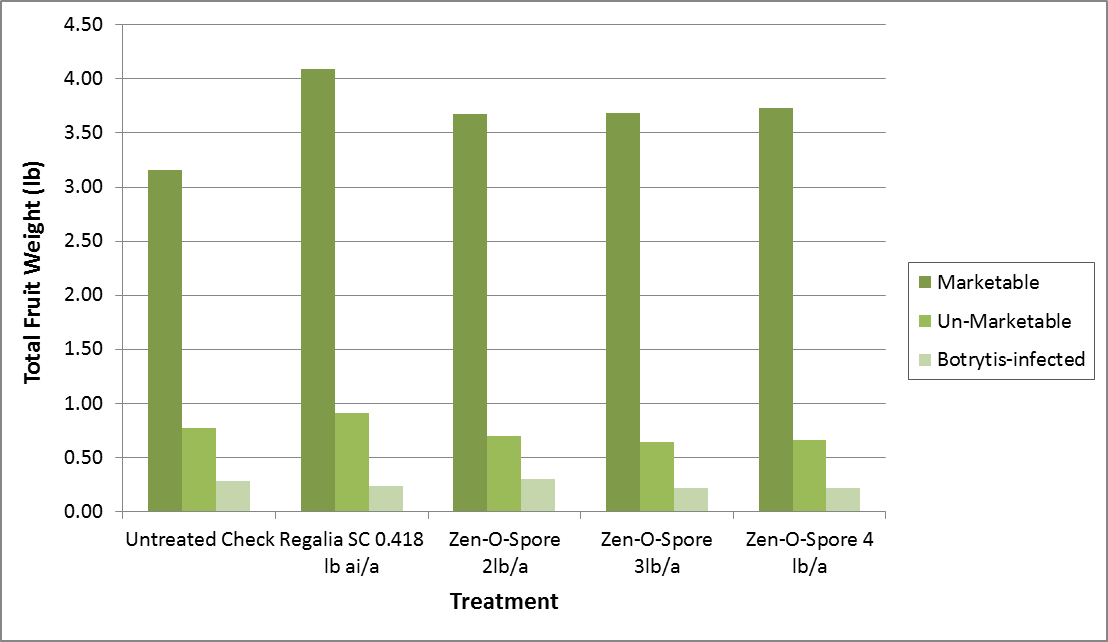 4.50
4.00
3.50
3.00
2.50
2.00
1.50
1.00
0.50
0.00
Total Fruit Weight (lb)
Untreated Check
Regalia SC 0.418
lb ai/a
Zen-O-Spore
2lb/a
Zen-O-Spore
3lb/a
Zen-O-Spore 4
lb/a
Treatment
Marketable
Un-Marketable
Botrytis-infected